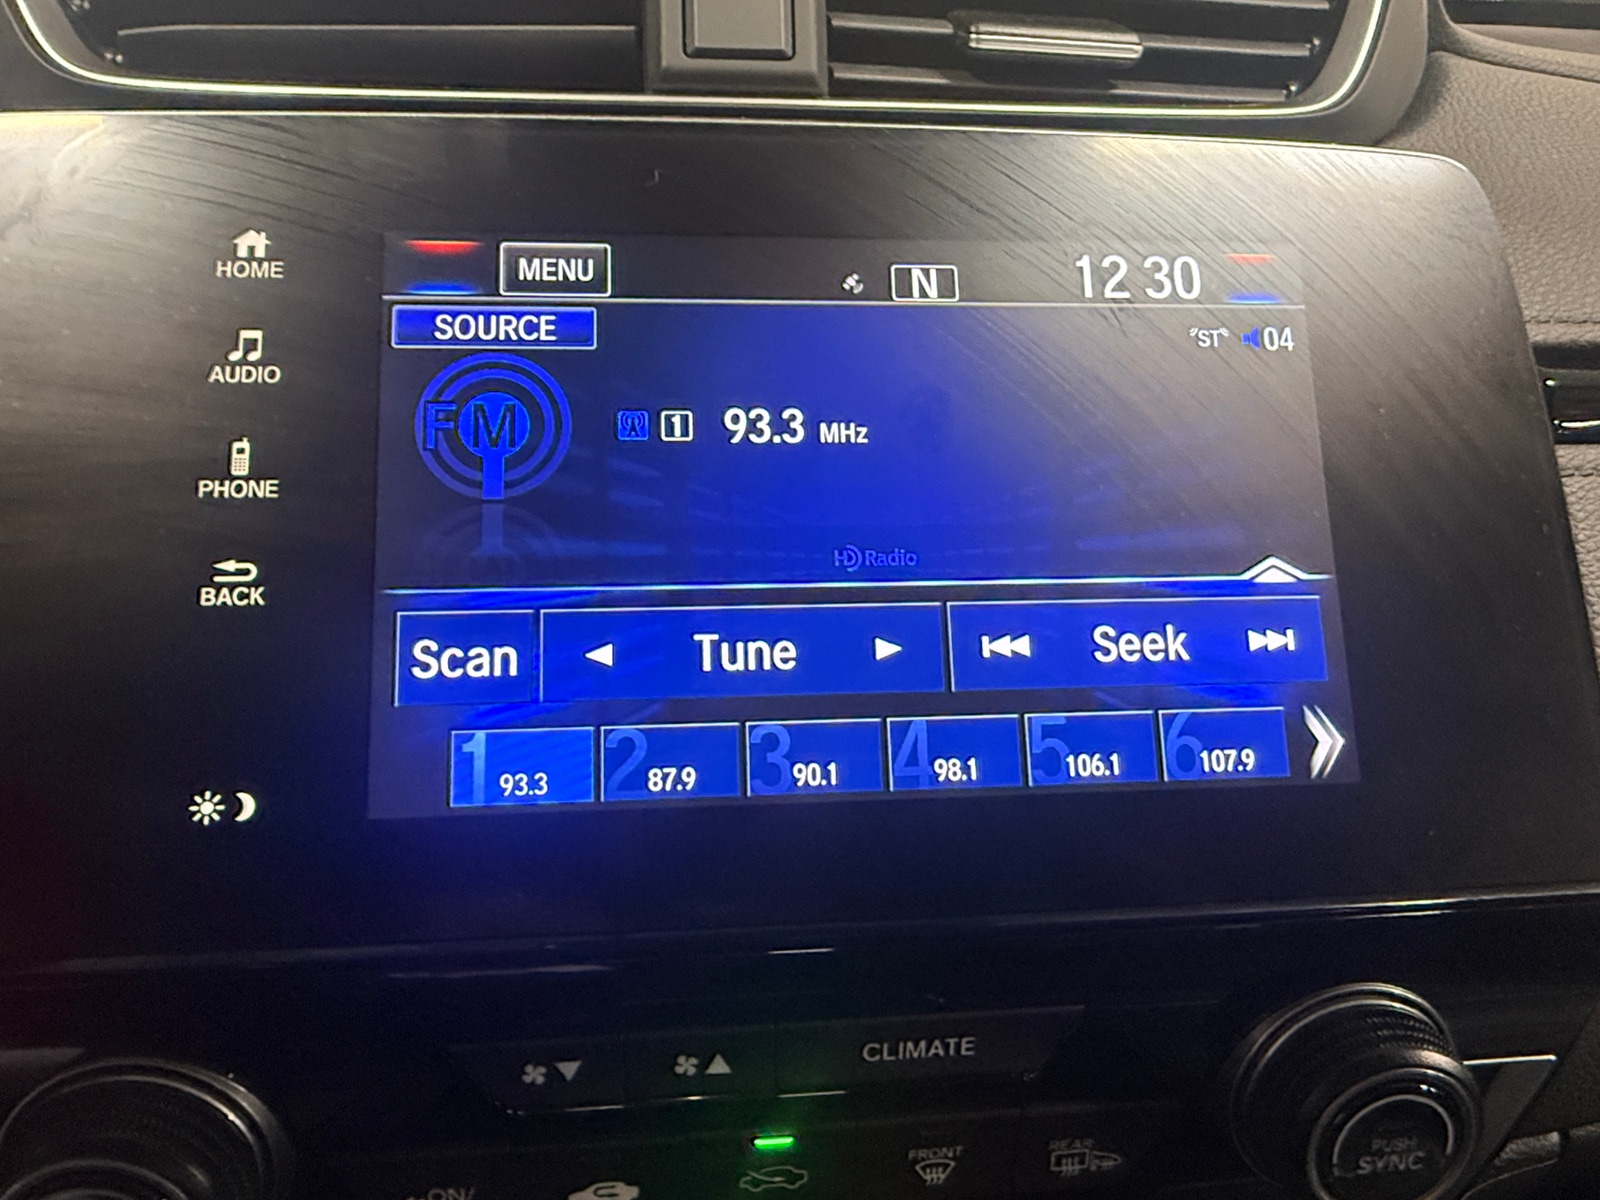 MENU
N
12 30
HOME
SOURCE
ST 04
AUDIO
FM
1 93.3 MHz
PHONE
HD Radio
BACK
Scan
Tune
Seek
1 93.3
2 87.9
3 90.1
4 98.1
5 106.1
6 107.9
CLIMATE
FRONT
REAR
PUSH
SYNC
ON/